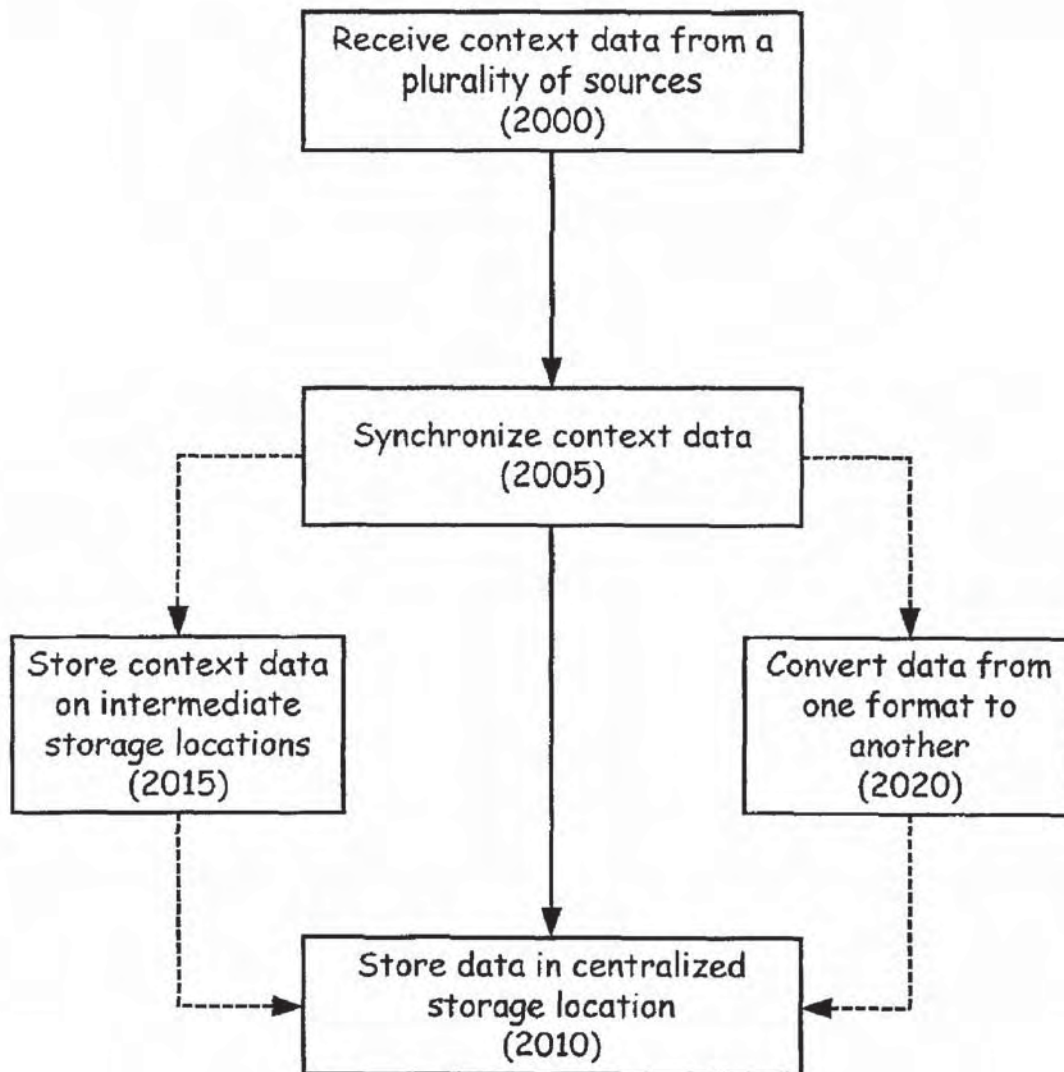 Receive context data from a
plurality of sources
(2000)
Synchronize context data
(2005)
Store context data
on intermediate
storage locations
(2015)
Convert data from
one format to
another
(2020)
Store data in centralized
storage location
(2010)